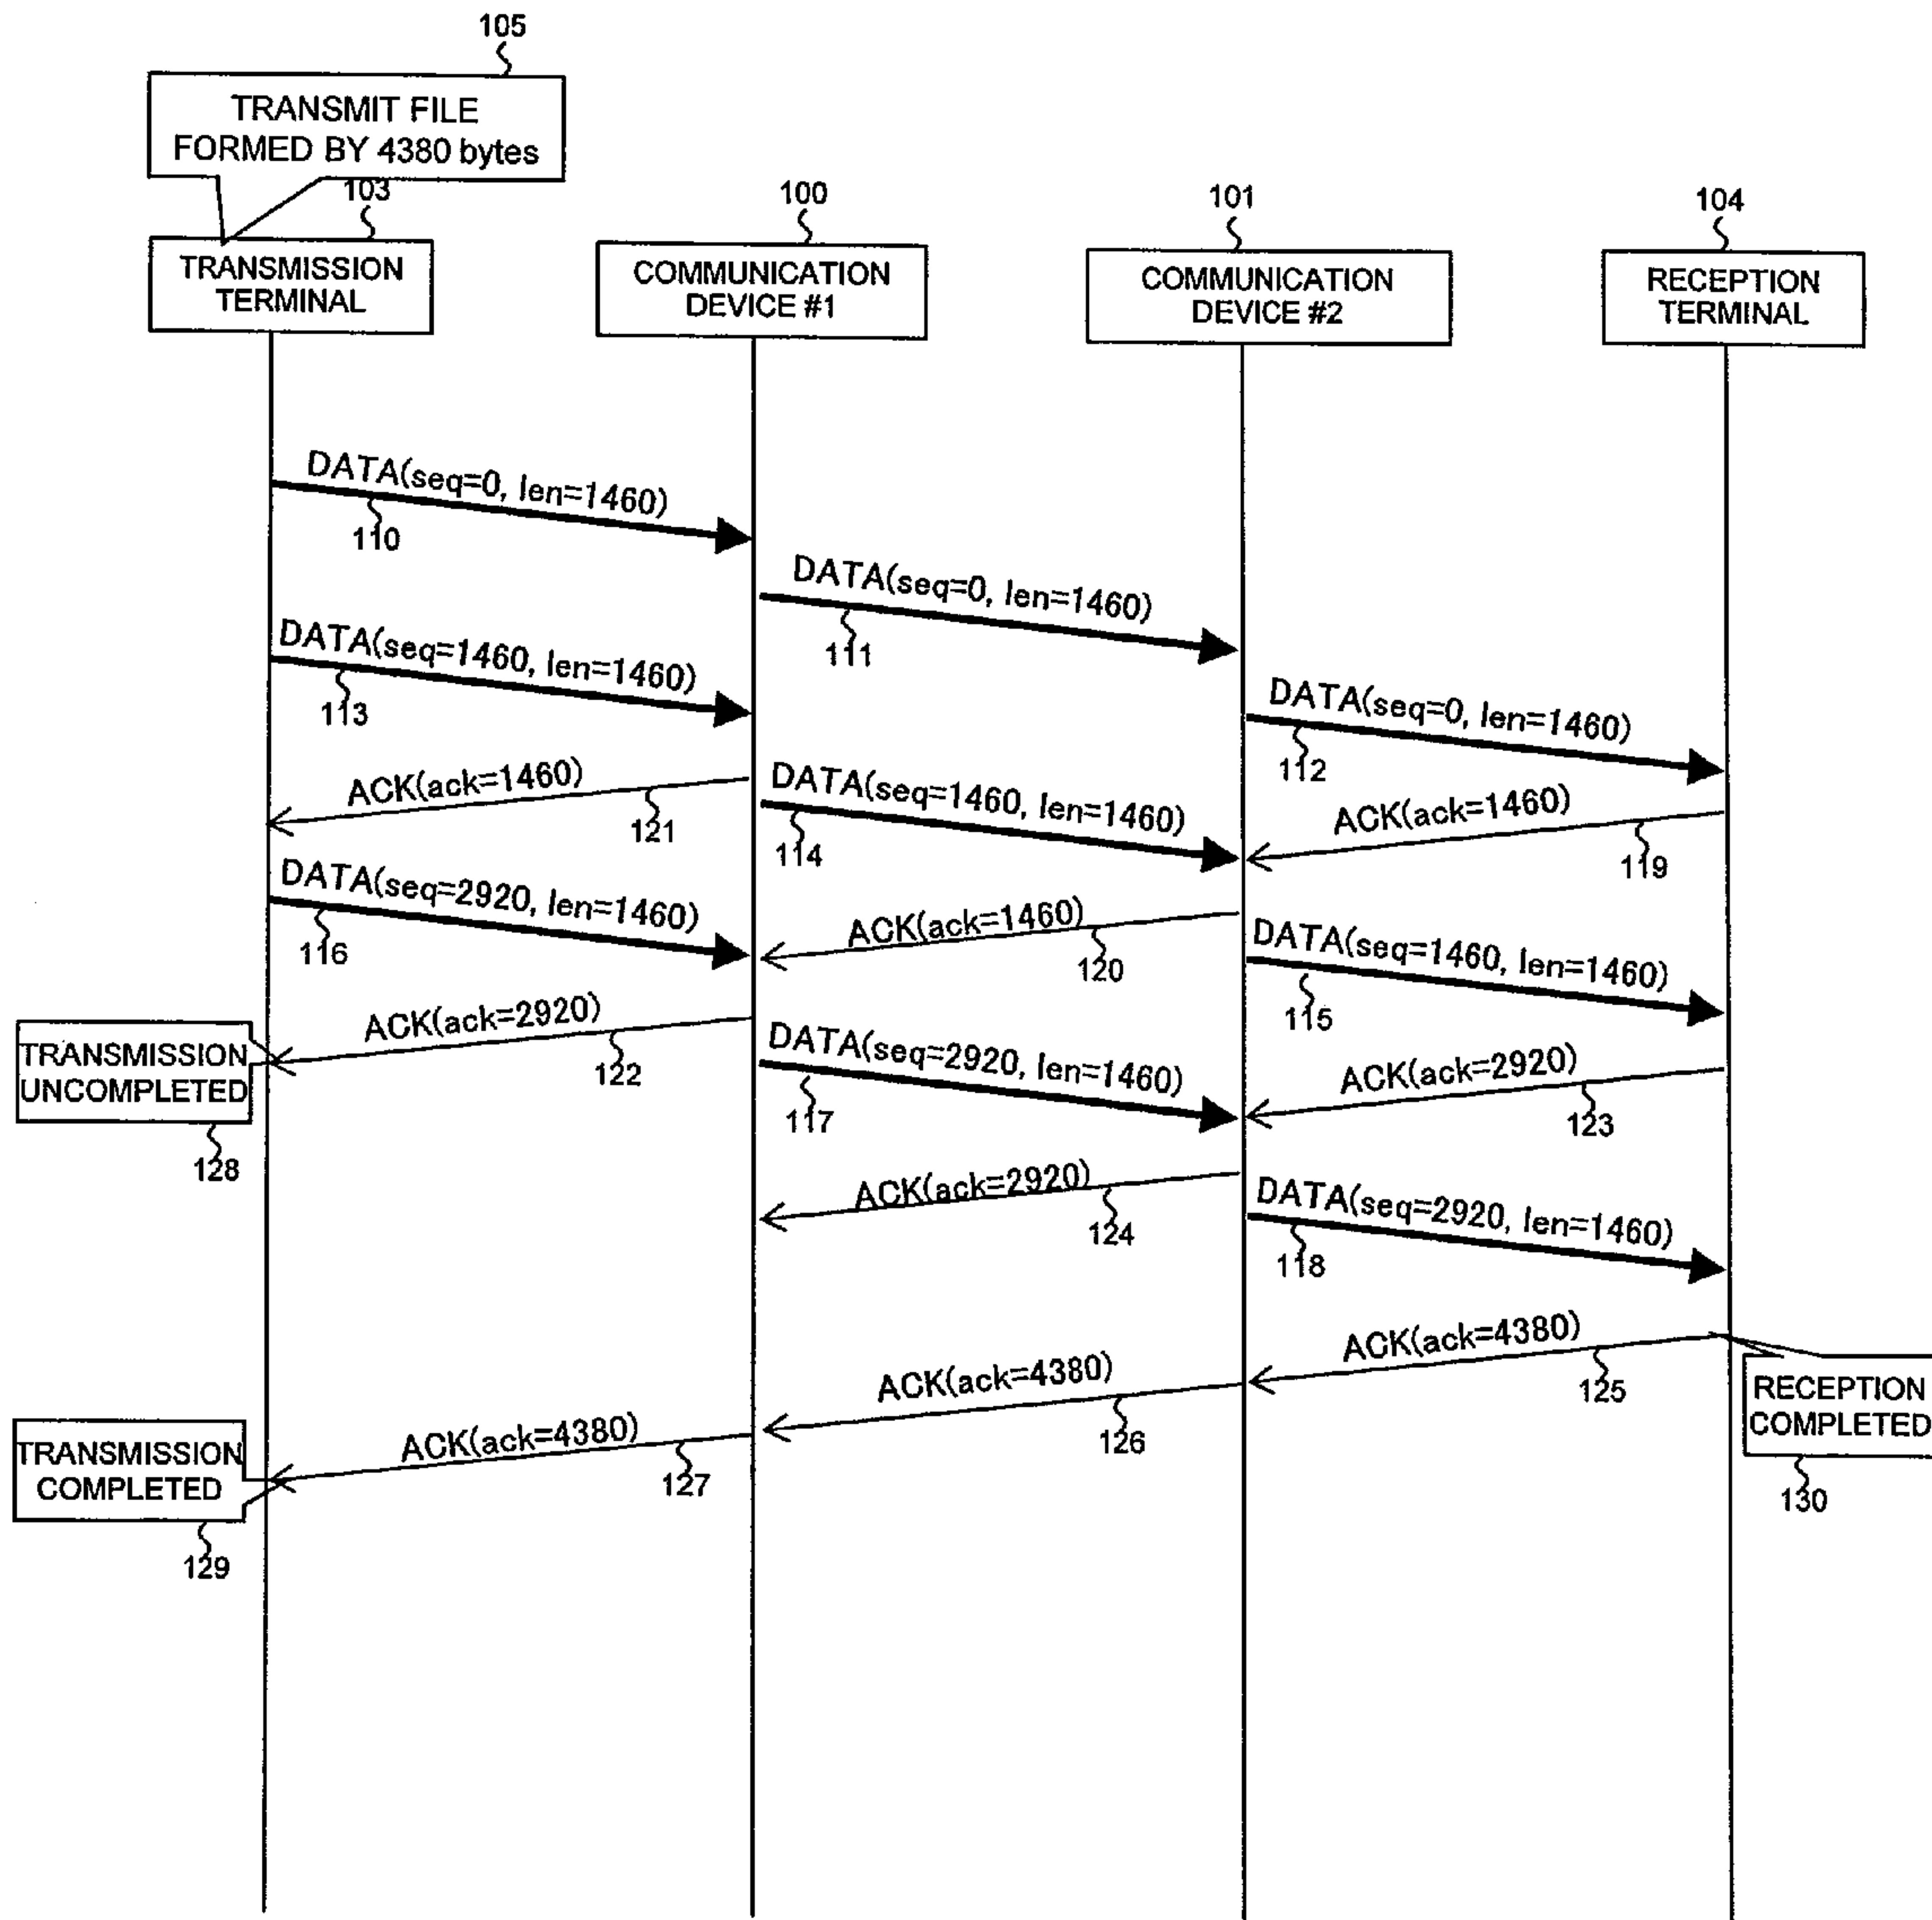 105
TRANSMIT FILE
FORMED BY 4380 bytes
103
100
101
104
TRANSMISSION
TERMINAL
COMMUNICATION
DEVICE #1
COMMUNICATION
DEVICE #2
RECEPTION
TERMINAL
DATA(seq=0, len=1460)
110
DATA(seq=0, len=1460)
111
DATA(seq=1460, len=1460)
113
DATA(seq=0, len=1460)
112
ACK(ack=1460)
121
DATA(seq=1460, len=1460)
114
ACK(ack=1460)
119
DATA(seq=2920, len=1460)
116
ACK(ack=1460)
120
DATA(seq=1460, len=1460)
115
ACK(ack=2920)
122
TRANSMISSION
UNCOMPLETED
128
DATA(seq=2920, len=1460)
117
ACK(ack=2920)
123
ACK(ack=2920)
124
DATA(seq=2920, len=1460)
118
ACK(ack=4380)
125
RECEPTION
COMPLETED
130
ACK(ack=4380)
126
ACK(ack=4380)
127
TRANSMISSION
COMPLETED
129